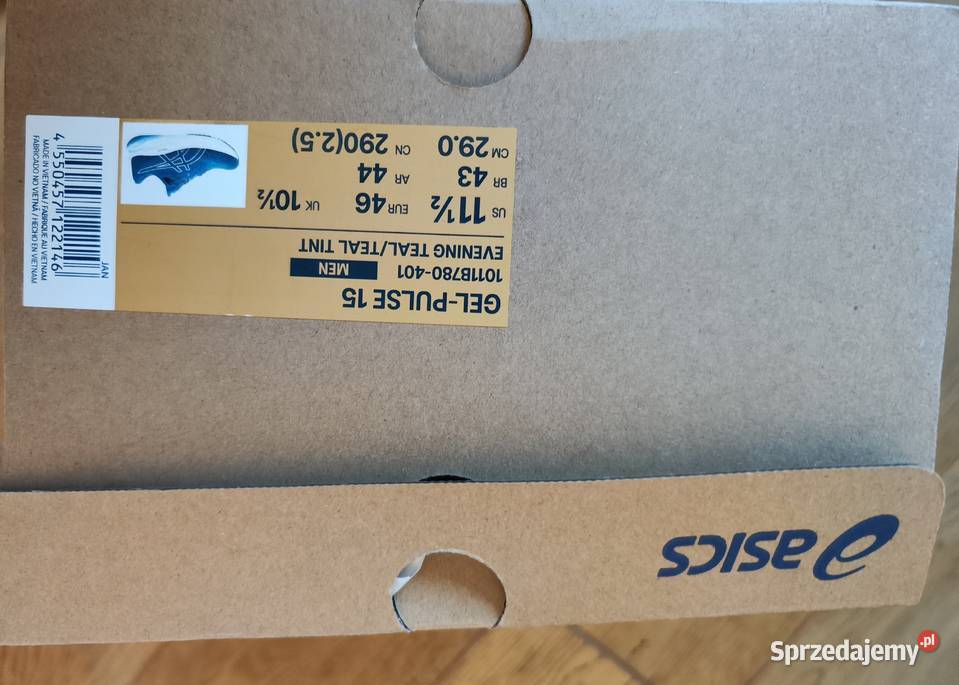 asics
GEL-PULSE 15
1011B780-401 MEN
EVENING TEAL/TEAL TINT
US 11½ EUR 46 UK 10½
BR 43 AR 44
CM 29.0 CN 290(2.5)
JAN
4 550457 122146
MADE IN VIETNAM / FABRIQUE AU VIETNAM
FABRICADO NO VIETNÃ / HECHO EN VIETNAM
Sprzedajemy.pl